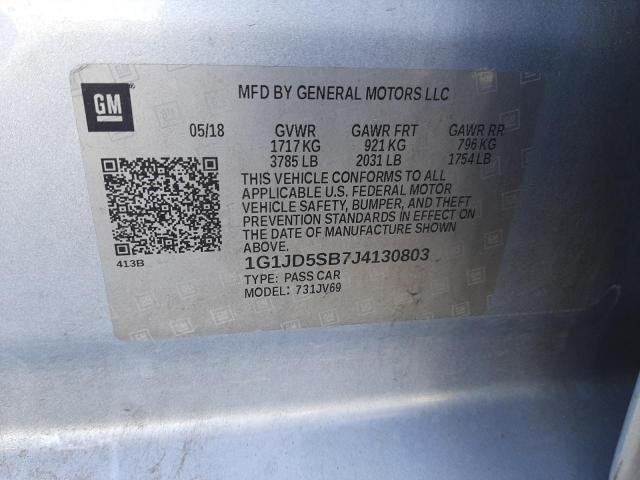 GM
MFD BY GENERAL MOTORS LLC
05/18 GVWR GAWR FRT GAWR RR
1717 KG 921 KG 796 KG
3785 LB 2031 LB 1754 LB
THIS VEHICLE CONFORMS TO ALL
APPLICABLE U.S. FEDERAL MOTOR
VEHICLE SAFETY, BUMPER, AND THEFT
PREVENTION STANDARDS IN EFFECT ON
THE DATE OF MANUFACTURE SHOWN
ABOVE.
413B
1G1JD5SB7J4130803
TYPE: PASS CAR
MODEL: 731JV69